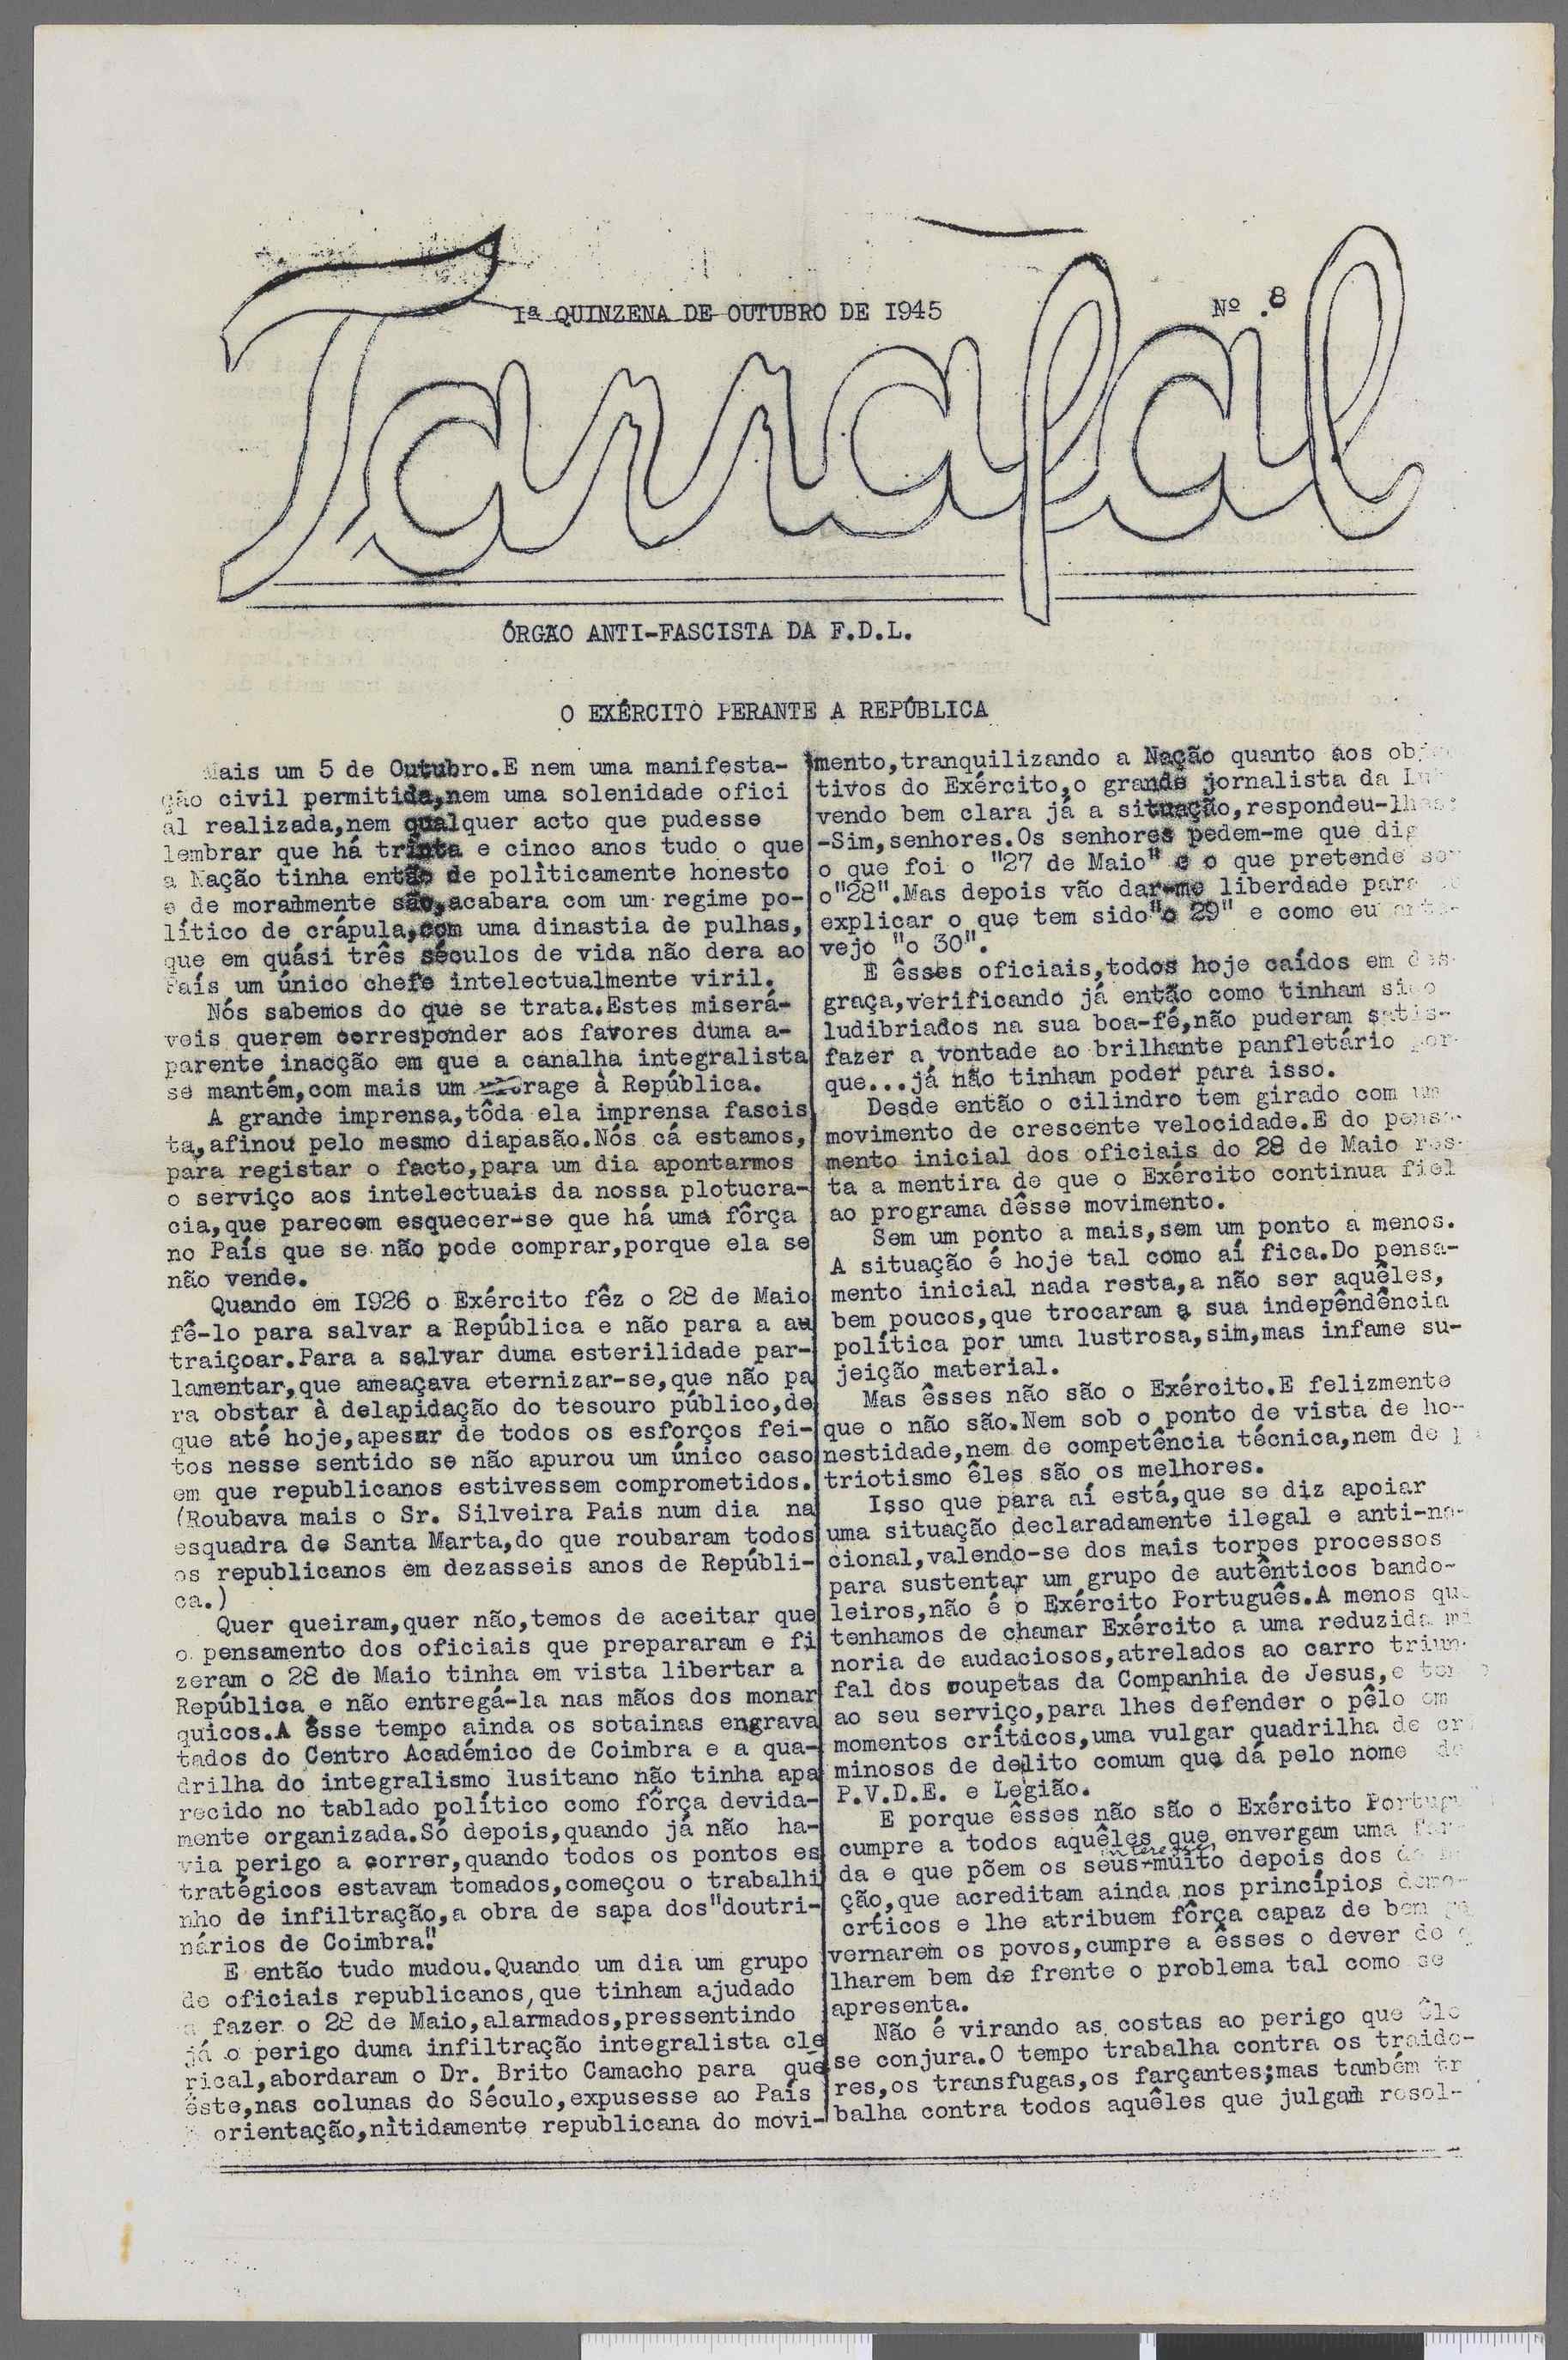 1ª QUINZENA DE OUTUBRO DE 1945
Nº .8
Tarrafal
ÓRGÃO ANTI-FASCISTA DA F.D.L.
O EXÉRCITO PERANTE A REPÚBLICA
Mais um 5 de Outubro.E nem uma manifesta-
ção civil permitida,nem uma solenidade ofici
al realizada,nem qualquer acto que pudesse
lembrar que há trinta e cinco anos tudo o que
a Nação tinha então de polìticamente honesto
e de moralmente são,acabara com um regime po-
lítico de crápula,com uma dinastia de pulhas,
que em quási três séculos de vida não dera ao
País um único chefe intelectualmente viril.
Nós sabemos do que se trata.Estes miserá-
veis querem corresponder aos favores duma a-
parente inacção em que a canalha integralista
se mantém,com mais um à República.
A grande imprensa,tôda ela imprensa fascis
ta,afinou pelo mesmo diapasão.Nós cá estamos,
para registar o facto,para um dia apontarmos
o serviço aos intelectuais da nossa plotucra-
cia,que parecem esquecer-se que há uma fôrça
no País que se não pode comprar,porque ela se
não vende.
Quando em 1926 o Exército fêz o 28 de Maio
fê-lo para salvar a República e não para a au
traiçoar.Para a salvar duma esterilidade par-
lamentar,que ameaçava eternizar-se,que não pa
ra obstar à delapidação do tesouro público,de
que até hoje,apesar de todos os esforços fei-
tos nesse sentido se não apurou um único caso
em que republicanos estivessem comprometidos.
(Roubava mais o Sr. Silveira Pais num dia na
esquadra de Santa Marta,do que roubaram todos
os republicanos em dezasseis anos de Repúbli-
ca.)
Quer queiram,quer não,temos de aceitar que
o pensamento dos oficiais que prepararam e fi
zeram o 28 de Maio tinha em vista libertar a
República e não entregá-la nas mãos dos monar
quicos.A êsse tempo ainda os sotainas engrava
tados do Centro Académico de Coimbra e a qua-
drilha do integralismo lusitano não tinha apa
recido no tablado político como fôrça devida-
mente organizada.Só depois,quando já não ha-
via perigo a correr,quando todos os pontos es
tratégicos estavam tomados,começou o trabalhi
nho de infiltração,a obra de sapa dos"doutri-
nários de Coimbra".
E então tudo mudou.Quando um dia um grupo
de oficiais republicanos,que tinham ajudado
a fazer o 28 de Maio,alarmados,pressentindo
já o perigo duma infiltração integralista cle
rical,abordaram o Dr. Brito Camacho para que
êste,nas colunas do Século,expusesse ao País
orientação,nìtidamente republicana do movi-
mento,tranquilizando a Nação quanto aos objec
tivos do Exército,o grande jornalista da
vendo bem clara já a situação,respondeu-lhes:
-Sim,senhores.Os senhores pedem-me que dig
o que foi o "27 de Maio" e o que pretende ser
o"28".Mas depois vão dar-me liberdade para
explicar o que tem sido"o 29" e como eu ante-
vejo "o 30".
E êsses oficiais,todos hoje caídos em des-
graça,verificando já então como tinham sido
ludibriados na sua boa-fé,não puderam satis-
fazer a vontade ao brilhante panfletário por-
que...já não tinham poder para isso.
Desde então o cilindro tem girado com um
movimento de crescente velocidade.E do pensa-
mento inicial dos oficiais do 28 de Maio res-
ta a mentira de que o Exército continua fiel
ao programa dêsse movimento.
Sem um ponto a mais,sem um ponto a menos.
A situação é hoje tal como aí fica.Do pensa-
mento inicial nada resta,a não ser aquêles,
bem poucos,que trocaram a sua indepêndência
política por uma lustrosa,sim,mas infame su-
jeição material.
Mas êsses não são o Exército.E felizmente
que o não são.Nem sob o ponto de vista de ho-
nestidade,nem de competência técnica,nem de pa
triotismo êles são os melhores.
Isso que para aí está,que se diz apoiar
uma situação declaradamente ilegal e anti-na-
cional,valendo-se dos mais torpes processos
para sustentar um grupo de autênticos bando-
leiros,não é o Exército Português.A menos que
tenhamos de chamar Exército a uma reduzida mi
noria de audaciosos,atrelados ao carro triun-
fal dos roupetas da Companhia de Jesus,e
ao seu serviço,para lhes defender o pêlo em
momentos críticos,uma vulgar quadrilha de cri
minosos de delito comum que dá pelo nome de
P.V.D.E. e Legião.
E porque êsses não são o Exército Portugu
cumpre a todos aquêles que envergam uma far-
da e que põem os seus muito depois dos da
ção,que acreditam ainda nos princípios demo-
cráticos e lhe atribuem fôrça capaz de bem go
vernarem os povos,cumpre a êsses o dever de o
lharem bem de frente o problema tal como se
apresenta.
Não é virando as costas ao perigo que êle
se conjura.O tempo trabalha contra os traido-
res,os transfugas,os farçantes;mas também tr
balha contra todos aquêles que julgam resol-